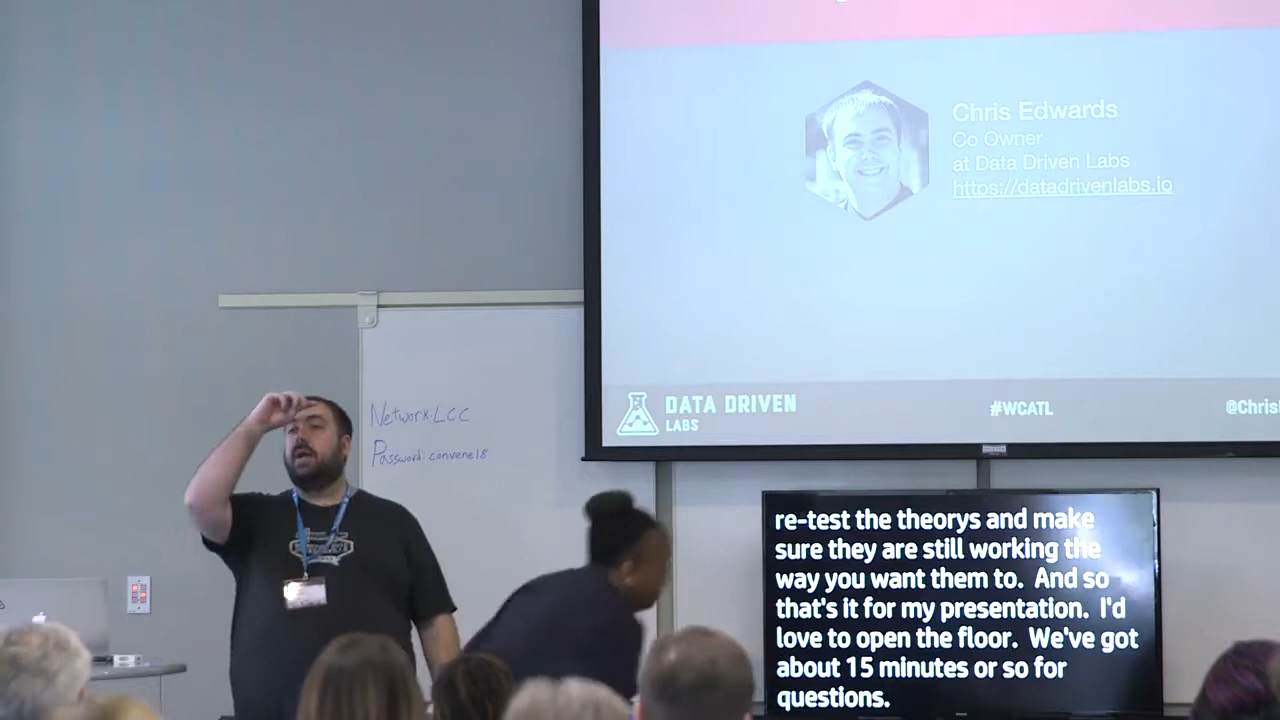 Chris Edwards
Co Owner
at Data Driven Labs
https://datadrivenlabs.io
DATA DRIVEN
LABS
#WCATL
@Chris
Network: LCC
Password: convene18
re-test the theorys and make
sure they are still working the
way you want them to. And so
that's it for my presentation. I'd
love to open the floor. We've got
about 15 minutes or so for
questions.